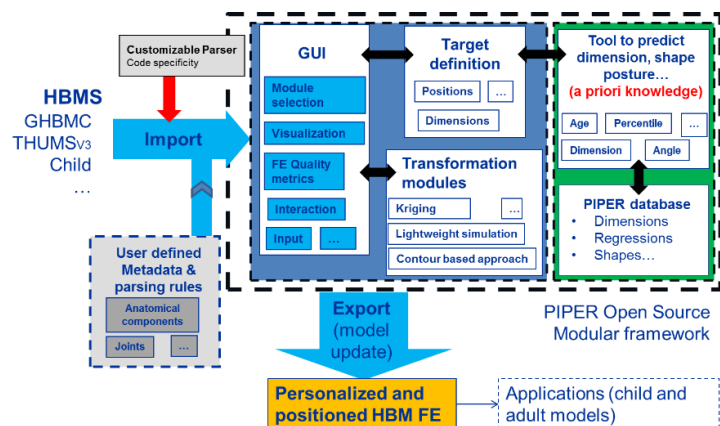 Customizable Parser
Code specificity
HBMS
GHBMC
THUMSV3
Child
…
Import
User defined
Metadata &
parsing rules
Anatomical
components
Joints
...
GUI
Module
selection
Visualization
FE Quality
metrics
Interaction
Input
...
Target
definition
Positions
...
Dimensions
Transformation
modules
Kriging
...
Lightweight simulation
Contour based approach
Tool to predict
dimension, shape
posture…
(a priori knowledge)
Age
Percentile
...
Dimension
Angle
PIPER database
• Dimensions
• Regressions
• Shapes…
Export
(model
update)
PIPER Open Source
Modular framework
Personalized and
positioned HBM FE
Applications (child and
adult models)